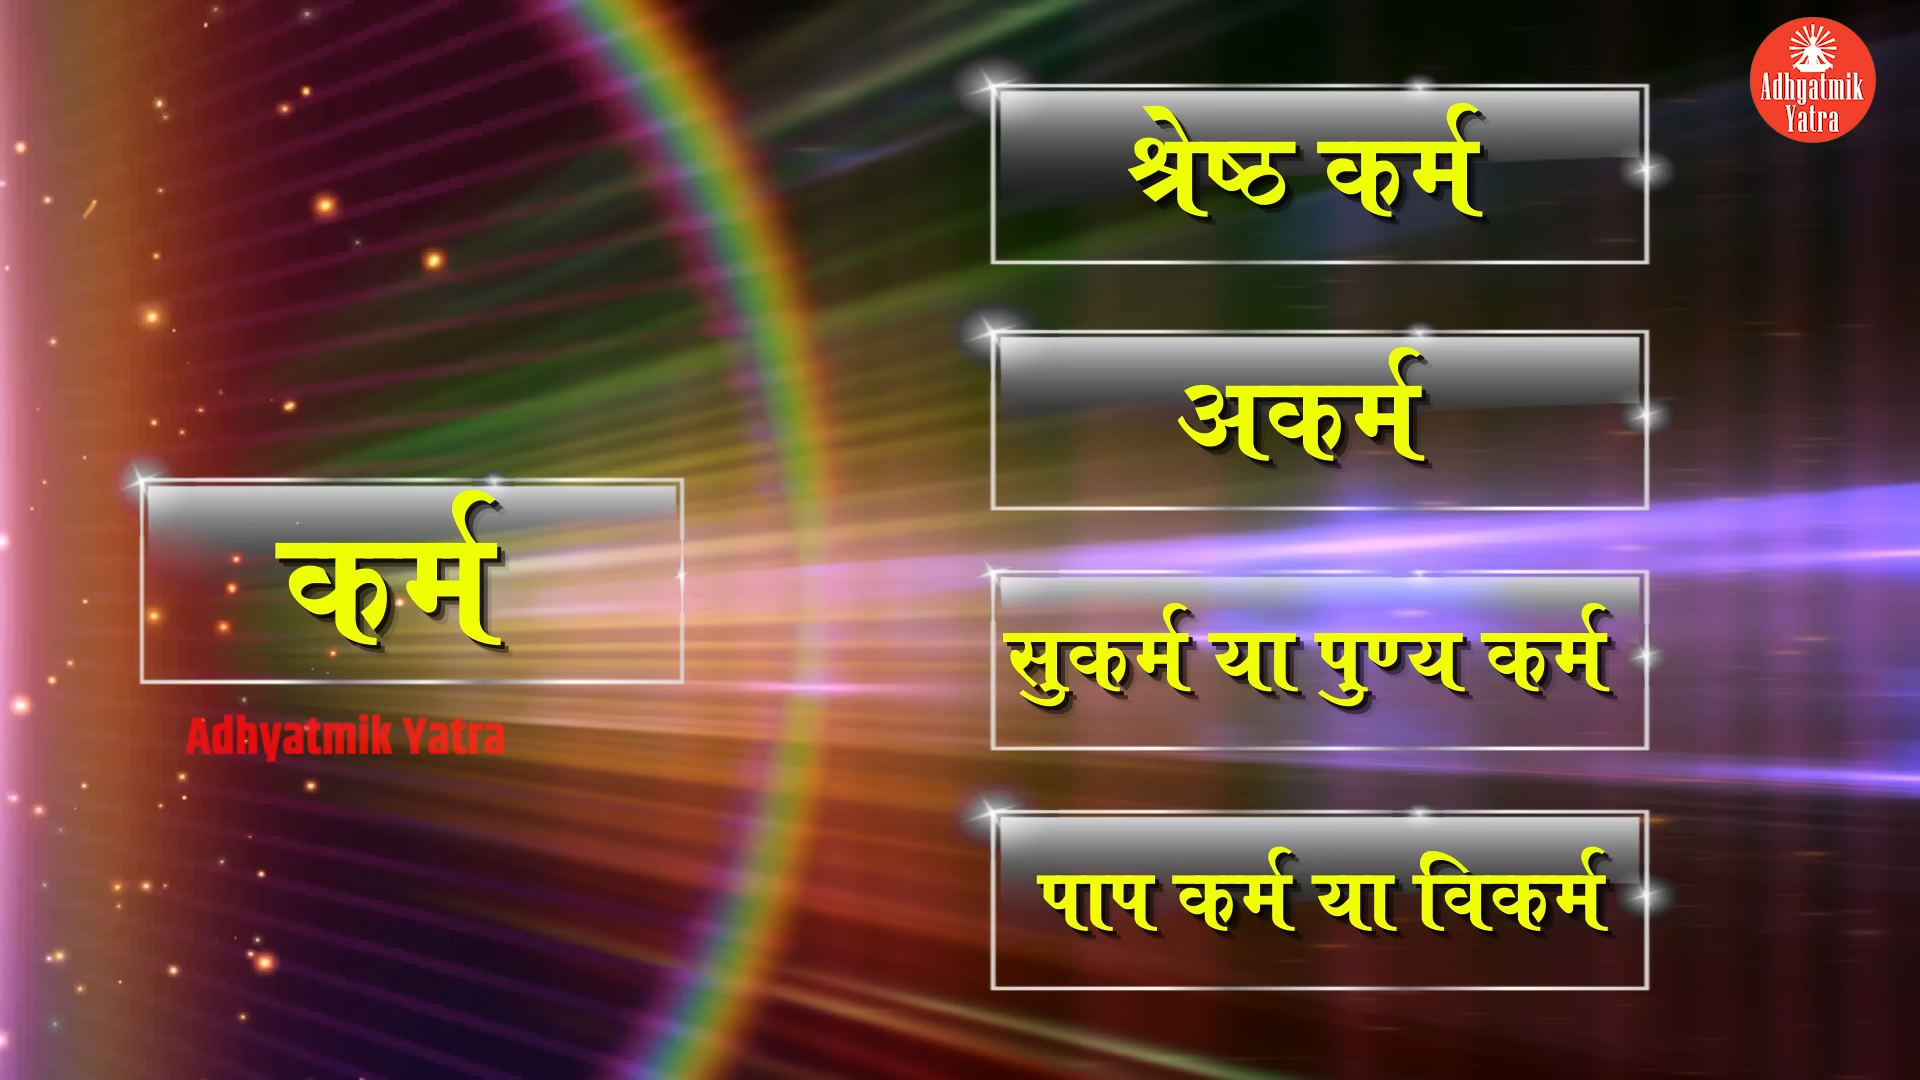 Adhyatmik
Yatra
श्रेष्ठ कर्म
अकर्म
कर्म
सुकर्म या पुण्य कर्म
Adhyatmik Yatra
पाप कर्म या विकर्म